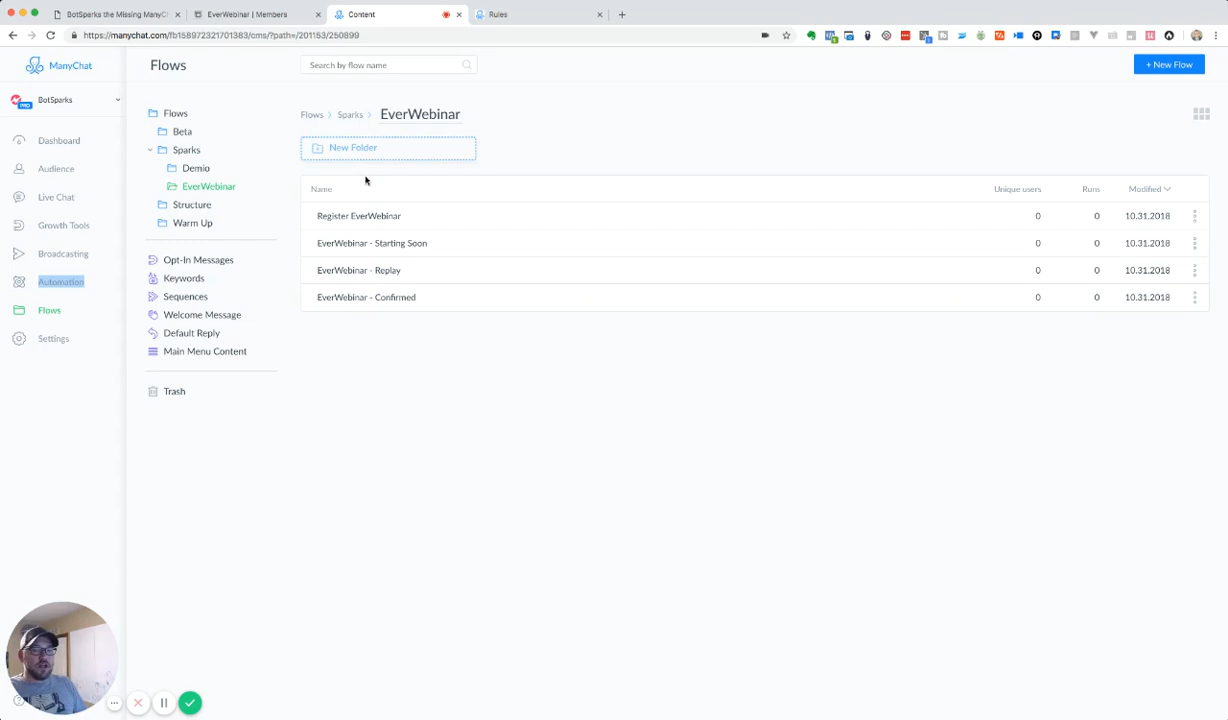 BotSparks the Missing ManyCh
EverWebinar | Members
Content
Rules
https://manychat.com/fb158972321701383/cms/?path=/201153/250899
ManyChat
Flows
Search by flow name
+ New Flow
BotSparks
PRO
Dashboard
Audience
Live Chat
Growth Tools
Broadcasting
Automation
Flows
Settings
Flows
Beta
Sparks
Demio
EverWebinar
Structure
Warm Up
Opt-In Messages
Keywords
Sequences
Welcome Message
Default Reply
Main Menu Content
Trash
Flows > Sparks > EverWebinar
New Folder
Name Unique users Runs Modified
Register EverWebinar 0 0 10.31.2018
EverWebinar - Starting Soon 0 0 10.31.2018
EverWebinar - Replay 0 0 10.31.2018
EverWebinar - Confirmed 0 0 10.31.2018